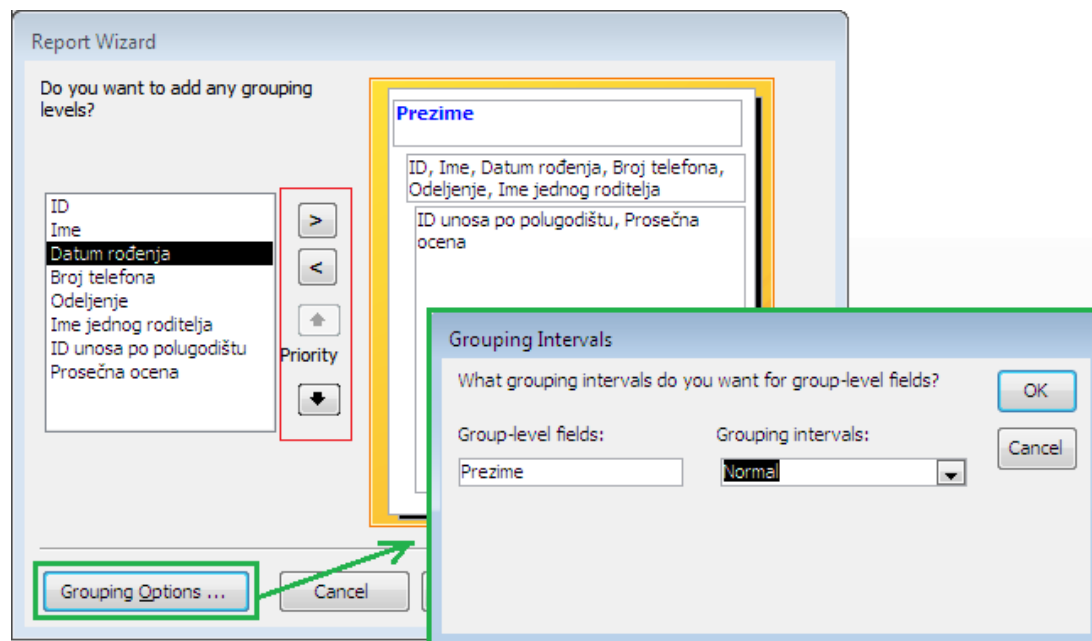 Report Wizard
Do you want to add any grouping
levels?
ID
Ime
Datum rođenja
Broj telefona
Odeljenje
Ime jednog roditelja
ID unosa po polugodištu
Prosečna ocena
>
<
Priority
Prezime
ID, Ime, Datum rođenja, Broj telefona,
Odeljenje, Ime jednog roditelja
ID unosa po polugodištu, Prosečna
ocena
Grouping Options ...
Cancel
Grouping Intervals
What grouping intervals do you want for group-level fields?
OK
Group-level fields:
Grouping intervals:
Cancel
Prezime
Normal